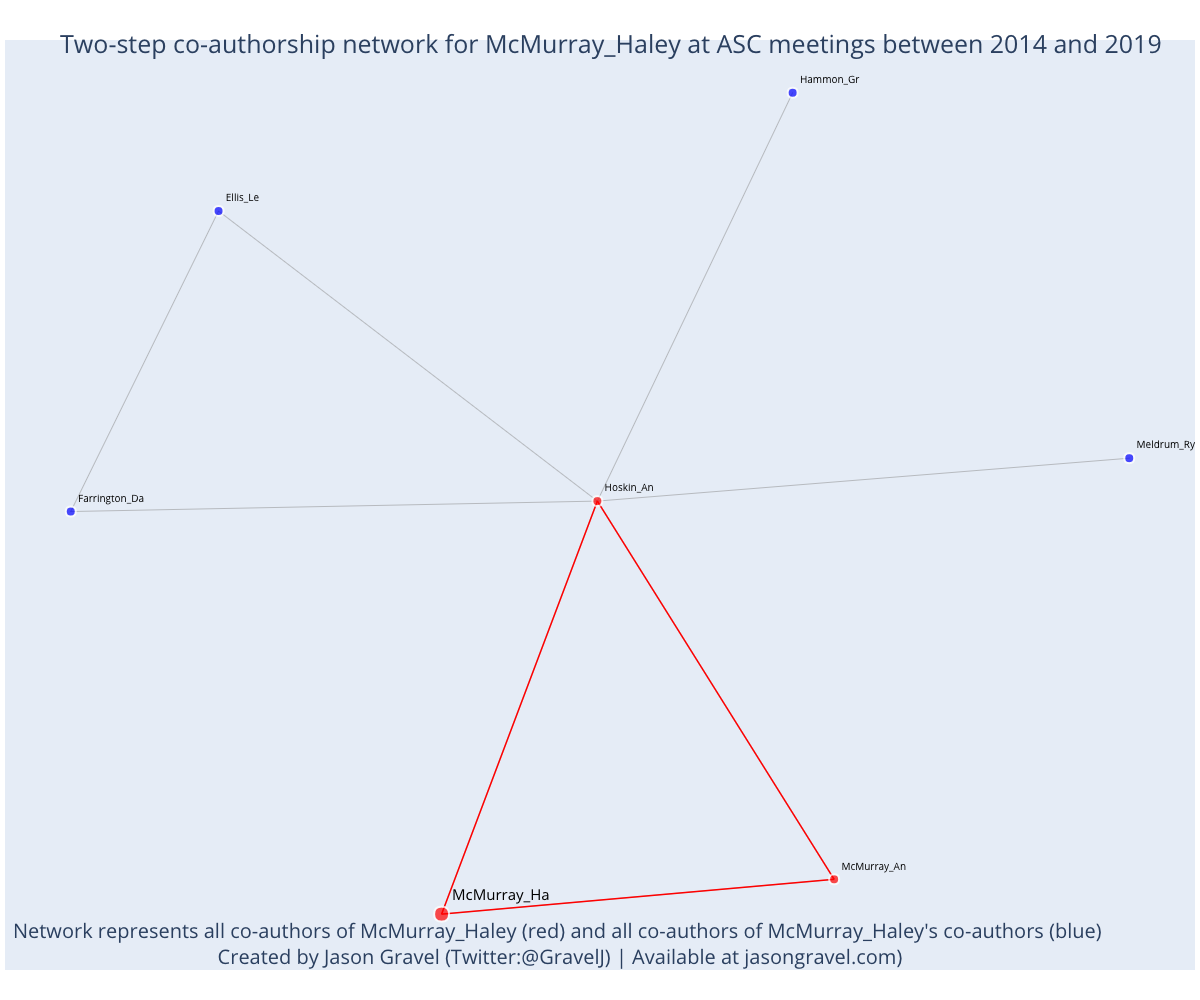 Two-step co-authorship network for McMurray_Haley at ASC meetings between 2014 and 2019
Hammon_Gr
Ellis_Le
Meldrum_Ry
Hoskin_An
Farrington_Da
McMurray_An
McMurray_Ha
Network represents all co-authors of McMurray_Haley (red) and all co-authors of McMurray_Haley's co-authors (blue)
Created by Jason Gravel (Twitter:@GravelJ) | Available at jasongravel.com)